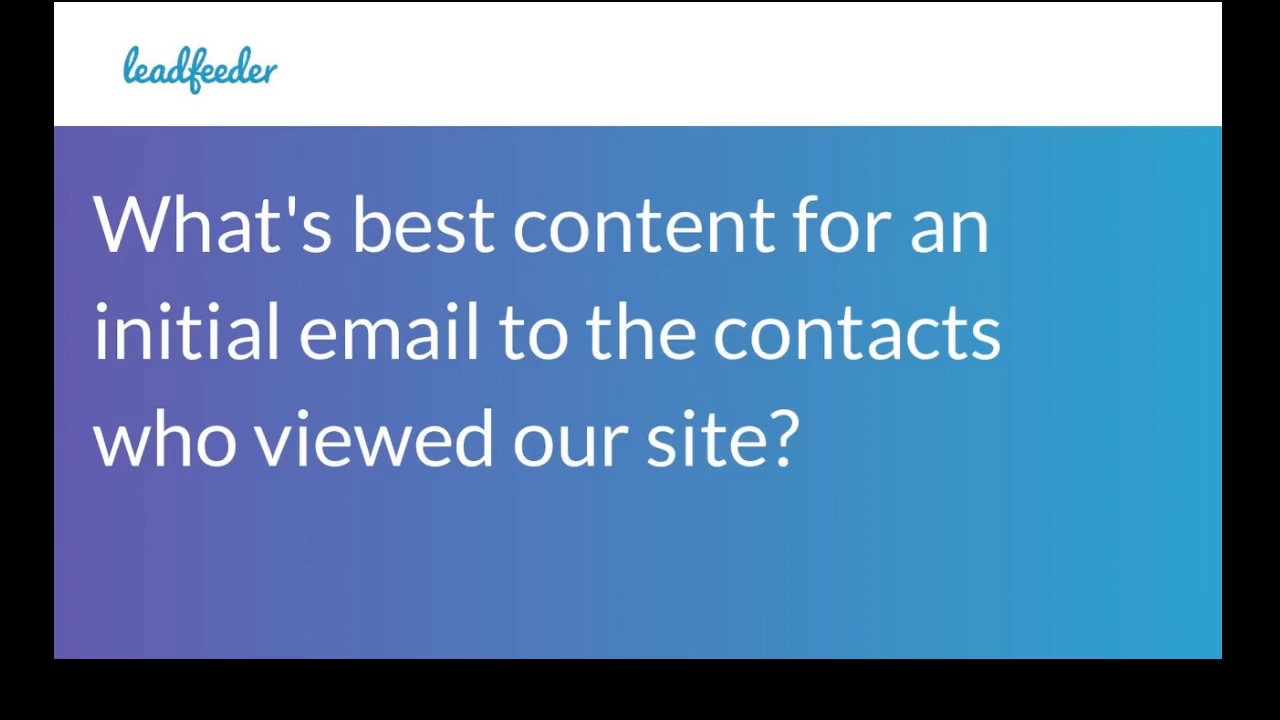 leadfeeder
What's best content for an
initial email to the contacts
who viewed our site?